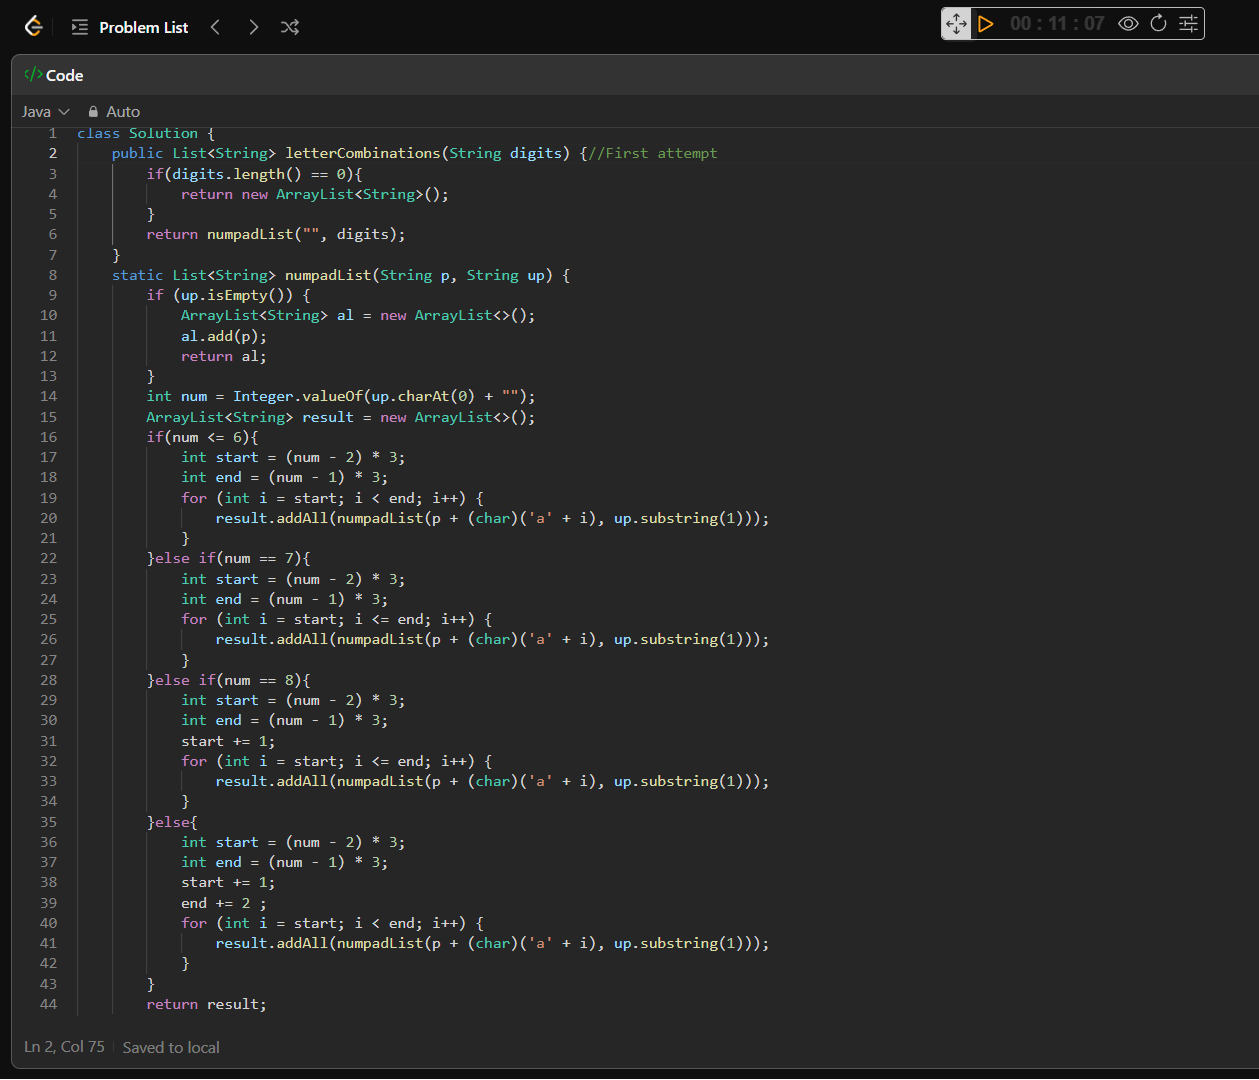 Problem List
00 : 11 : 07
</> Code
Java Auto
1 class Solution {
2 public List<String> letterCombinations(String digits) {//First attempt
3 if(digits.length() == 0){
4 return new ArrayList<String>();
5 }
6 return numpadList("", digits);
7 }
8 static List<String> numpadList(String p, String up) {
9 if (up.isEmpty()) {
10 ArrayList<String> al = new ArrayList<>();
11 al.add(p);
12 return al;
13 }
14 int num = Integer.valueOf(up.charAt(0) + "");
15 ArrayList<String> result = new ArrayList<>();
16 if(num <= 6){
17 int start = (num - 2) * 3;
18 int end = (num - 1) * 3;
19 for (int i = start; i < end; i++) {
20 result.addAll(numpadList(p + (char)('a' + i), up.substring(1)));
21 }
22 }else if(num == 7){
23 int start = (num - 2) * 3;
24 int end = (num - 1) * 3;
25 for (int i = start; i <= end; i++) {
26 result.addAll(numpadList(p + (char)('a' + i), up.substring(1)));
27 }
28 }else if(num == 8){
29 int start = (num - 2) * 3;
30 int end = (num - 1) * 3;
31 start += 1;
32 for (int i = start; i <= end; i++) {
33 result.addAll(numpadList(p + (char)('a' + i), up.substring(1)));
34 }
35 }else{
36 int start = (num - 2) * 3;
37 int end = (num - 1) * 3;
38 start += 1;
39 end += 2 ;
40 for (int i = start; i < end; i++) {
41 result.addAll(numpadList(p + (char)('a' + i), up.substring(1)));
42 }
43 }
44 return result;
Ln 2, Col 75 Saved to local